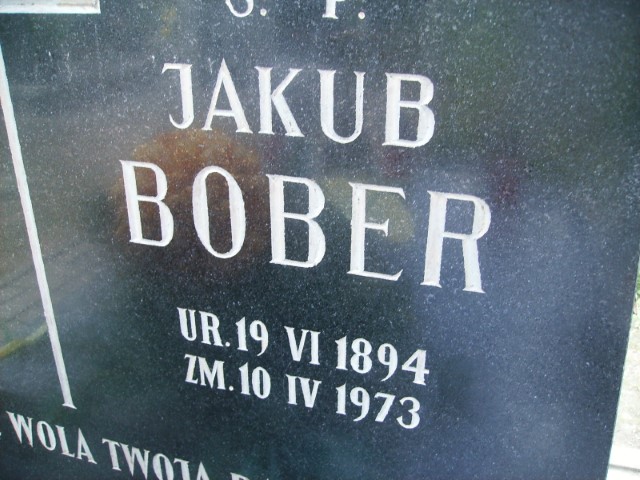 S. P.
JAKUB
BOBER
UR. 19 VI 1894
ZM. 10 IV 1973
WOLA TWOJA